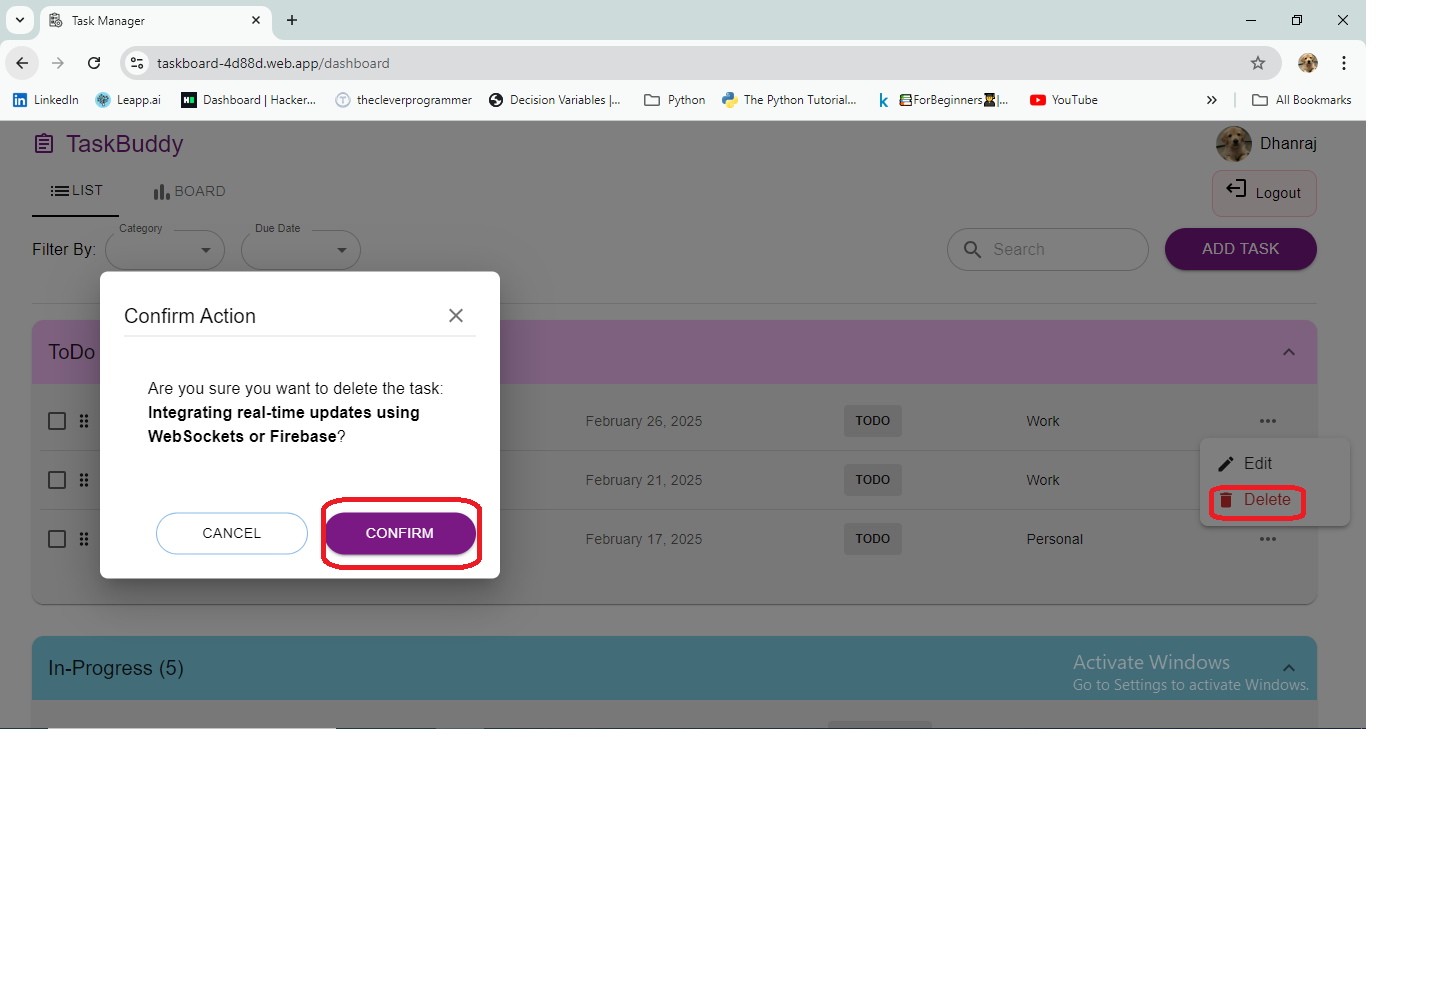 Task Manager
taskboard-4d88d.web.app/dashboard
LinkedIn Leapp.ai Dashboard | Hacker... thecleverprogrammer Decision Variables |... Python The Python Tutorial... ForBeginners |... YouTube » All Bookmarks
TaskBuddy
Dhanraj
LIST BOARD
Logout
Filter By: Category Due Date
Search
ADD TASK
Confirm Action
Are you sure you want to delete the task:
Integrating real-time updates using
WebSockets or Firebase?
CANCEL CONFIRM
ToDo
February 26, 2025 TODO Work
Edit
February 21, 2025 TODO Work
Delete
February 17, 2025 TODO Personal
In-Progress (5)
Activate Windows
Go to Settings to activate Windows.